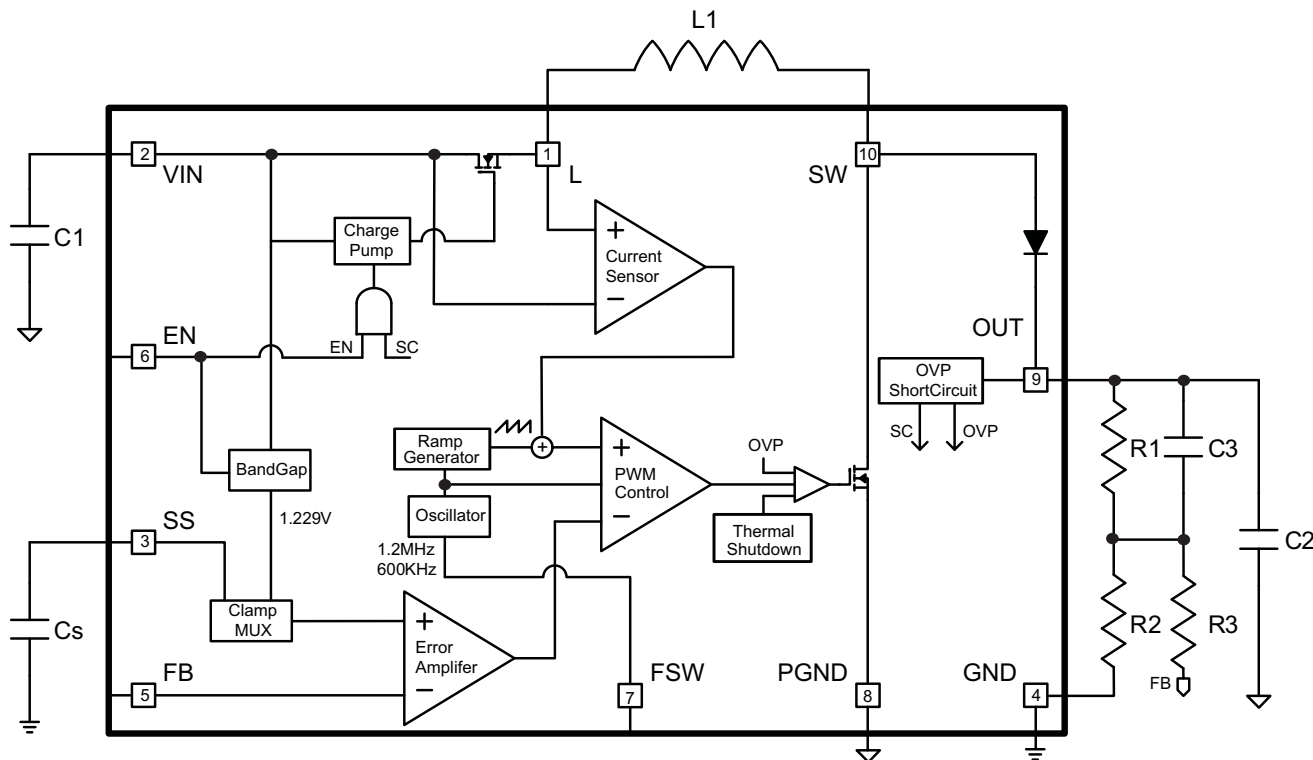 L1
2
VIN
1
L
10
SW
C1
Charge
Pump
+
Current
Sensor
−
EN
6
EN
SC
OUT
9
OVP
ShortCircuit
SC
OVP
Ramp
Generator
+
+
PWM
Control
−
OVP
R1
C3
BandGap
1.229V
Oscillator
1.2MHz
600KHz
Thermal
Shutdown
SS
3
C2
Cs
Clamp
MUX
+
Error
Amplifer
−
R2
R3
FB
5
FSW
7
PGND
8
GND
4
FB